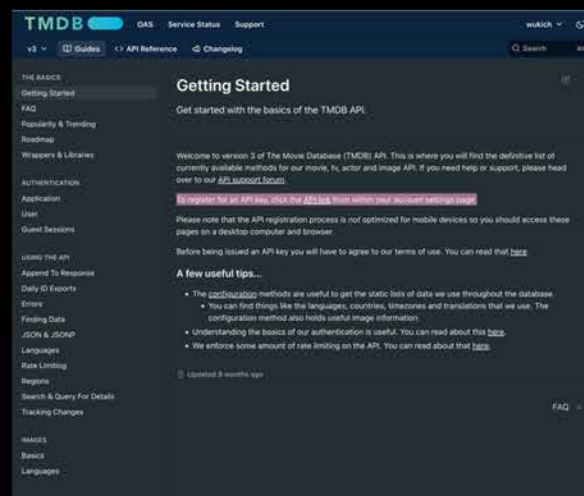 TMDB
OAS
Service Status
Support
wukich
v3
Guides
<> API Reference
Changelog
Search
THE BASICS
Getting Started
FAQ
Popularity & Trending
Roadmap
Wrappers & Libraries
AUTHENTICATION
Application
User
Guest Sessions
USING THE API
Append To Response
Daily ID Exports
Errors
Finding Data
JSON & JSONP
Languages
Rate Limiting
Regions
Search & Query For Details
Tracking Changes
IMAGES
Basics
Languages
Getting Started
Get started with the basics of the TMDB API.
Welcome to version 3 of The Movie Database (TMDB) API. This is where you will find the definitive list of
currently available methods for our movie, tv, actor and image API. If you need help or support, please head
over to our API support forum.
To register for an API key, click the API link from within your account settings page.
Please note that the API registration process is not optimized for mobile devices so you should access these
pages on a desktop computer and browser.
Before being issued an API key you will have to agree to our terms of use. You can read that here.
A few useful tips...
• The configuration methods are useful to get the static lists of data we use throughout the database.
• You can find things like the languages, countries, timezones and translations that we use. The
configuration method also holds useful image information.
• Understanding the basics of our authentication is useful. You can read about this here.
• We enforce some amount of rate limiting on the API. You can read about that here.
Updated 5 months ago
FAQ